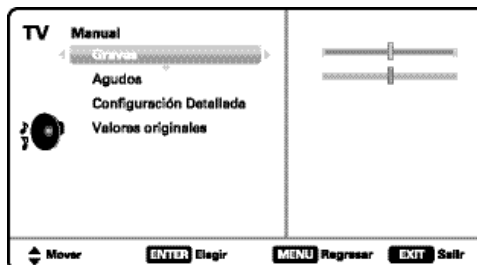 TV Manual
Graves
Agudos
Configuración Detallada
Valores originales
Mover ENTER Elegir MENU Regresar EXIT Salir